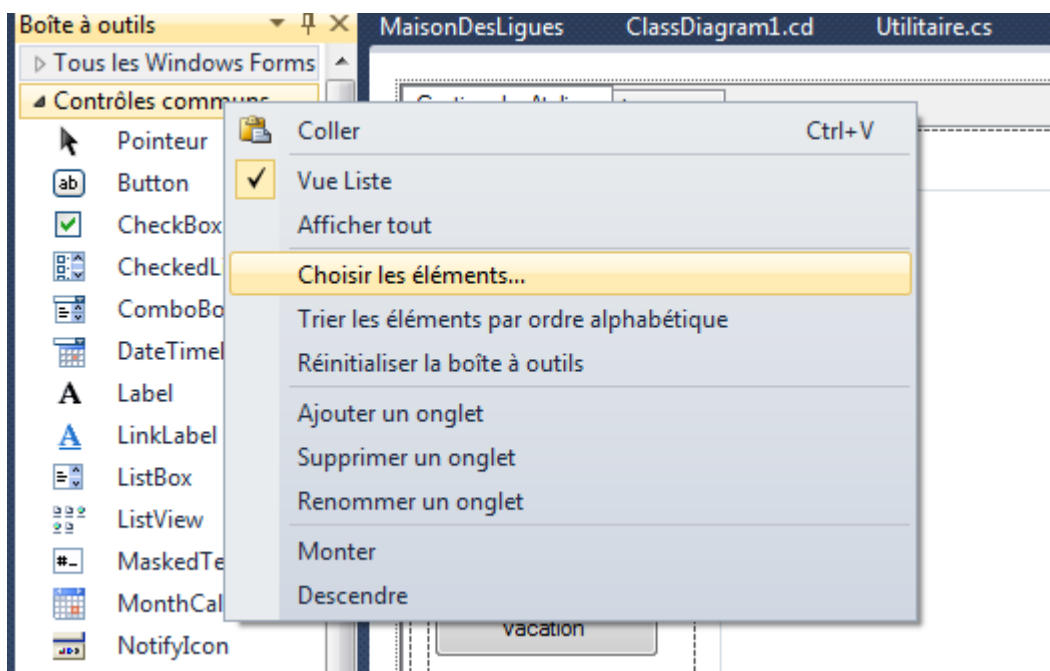 Boîte à outils
MaisonDesLigues ClassDiagram1.cd Utilitaire.cs
Tous les Windows Forms
Contrôles communs
Pointeur
Button
CheckBox
CheckedL
ComboBo
DateTimeI
Label
LinkLabel
ListBox
ListView
MaskedTe
MonthCal
NotifyIcon
Coller Ctrl+V
Vue Liste
Afficher tout
Choisir les éléments...
Trier les éléments par ordre alphabétique
Réinitialiser la boîte à outils
Ajouter un onglet
Supprimer un onglet
Renommer un onglet
Monter
Descendre
vacation